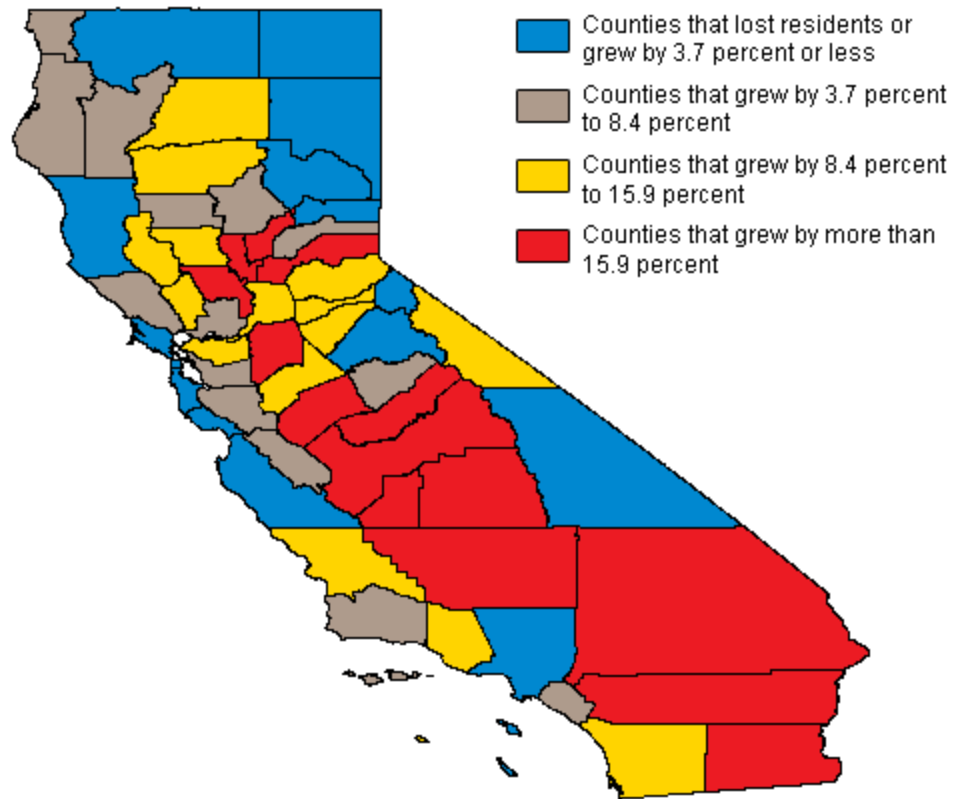 Counties that lost residents or
grew by 3.7 percent or less
Counties that grew by 3.7 percent
to 8.4 percent
Counties that grew by 8.4 percent
to 15.9 percent
Counties that grew by more than
15.9 percent